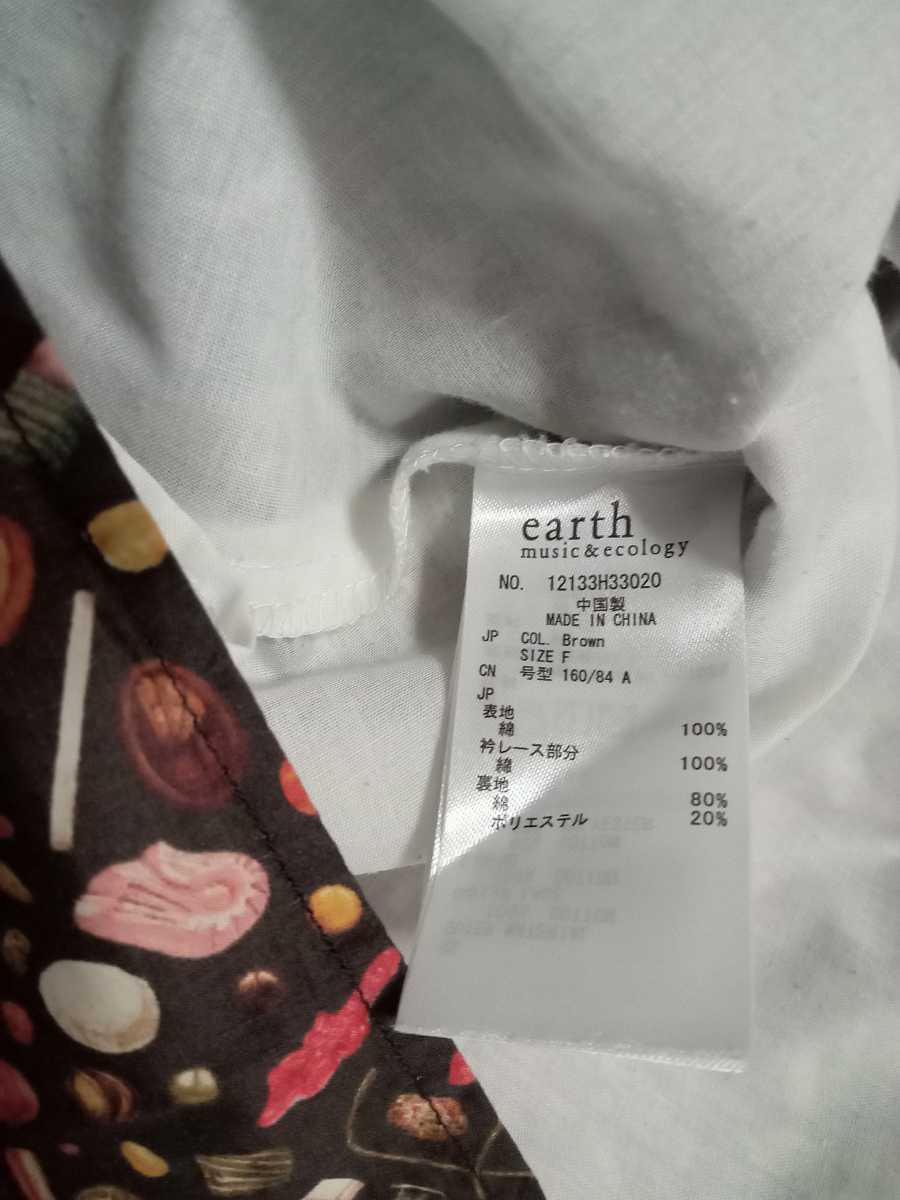 earth
music&ecology
NO. 12133H33020
中国製
MADE IN CHINA
JP COL. Brown
SIZE F
CN 号型 160/84 A
JP
表地
綿 100%
衿レース部分
綿 100%
裏地
綿 80%
ポリエステル 20%